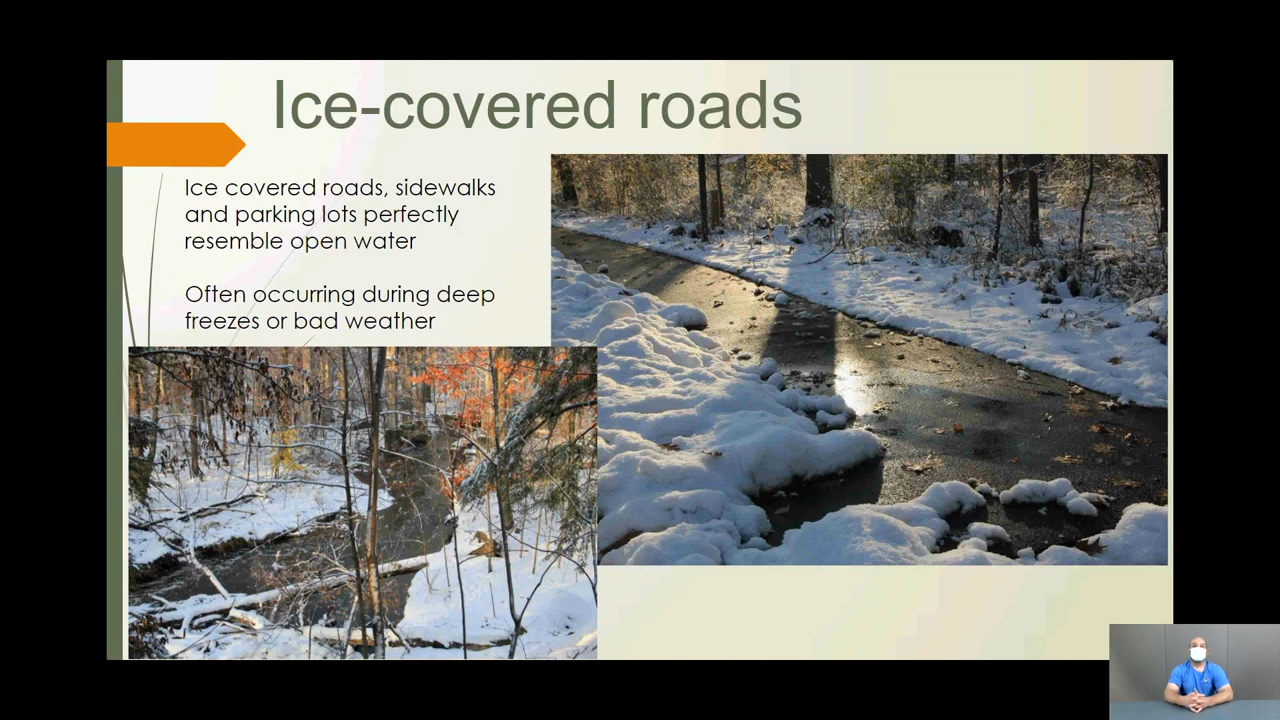 Ice-covered roads
Ice covered roads, sidewalks
and parking lots perfectly
resemble open water
Often occurring during deep
freezes or bad weather